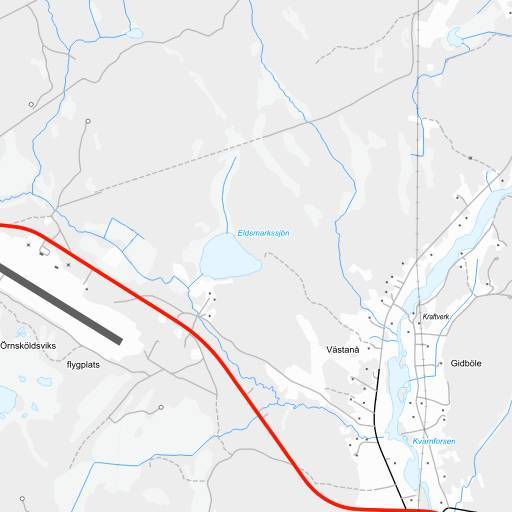 Eldsmarkssjön
Kraftverk
Örnsköldsviks
flygplats
Västanå
Gidböle
Kvarnforsen